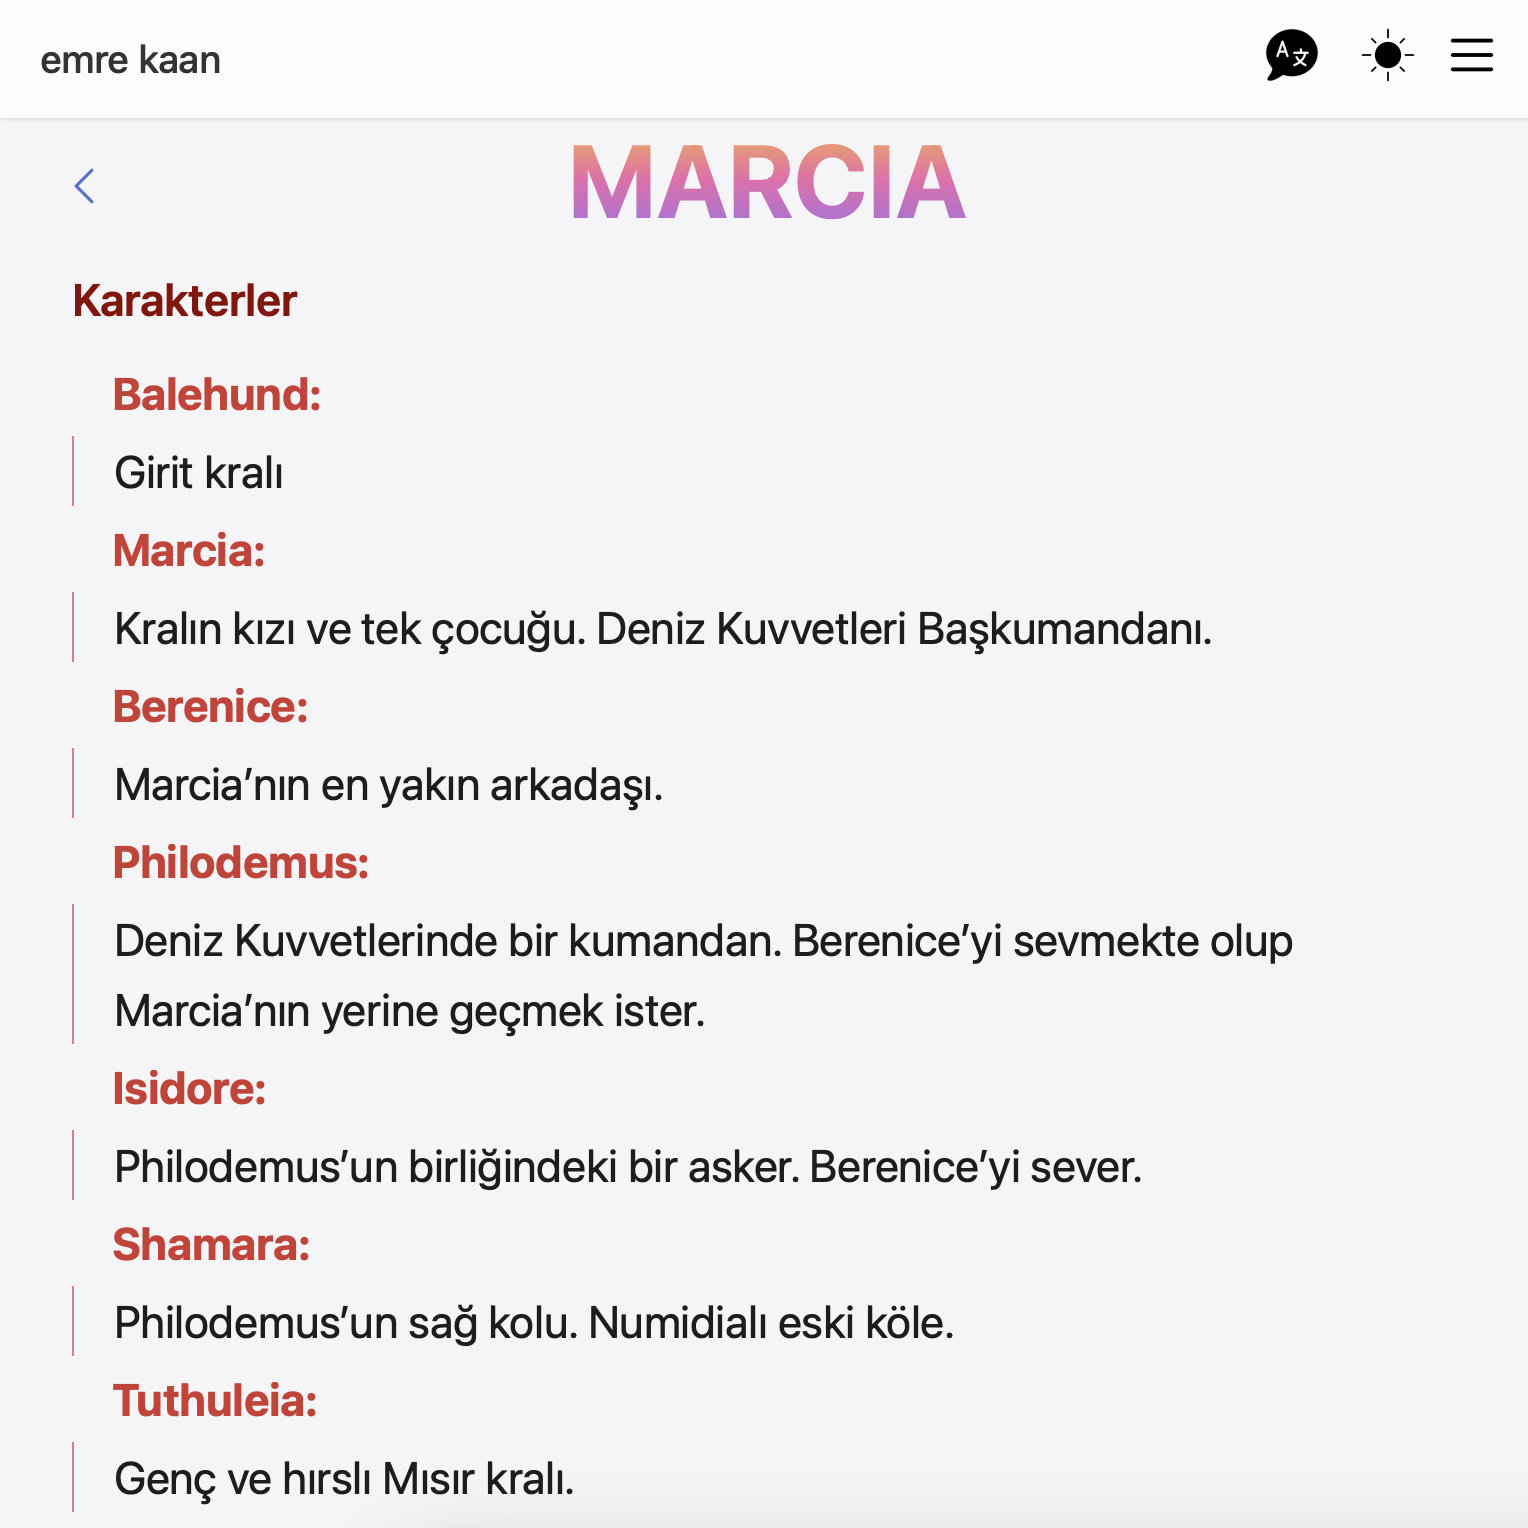 emre kaan
MARCIA
Karakterler
Balehund:
Girit kralı
Marcia:
Kralın kızı ve tek çocuğu. Deniz Kuvvetleri Başkumandanı.
Berenice:
Marcia’nın en yakın arkadaşı.
Philodemus:
Deniz Kuvvetlerinde bir kumandan. Berenice’yi sevmekte olup
Marcia’nın yerine geçmek ister.
Isidore:
Philodemus’un birliğindeki bir asker. Berenice’yi sever.
Shamara:
Philodemus’un sağ kolu. Numidialı eski köle.
Tuthuleia:
Genç ve hırslı Mısır kralı.